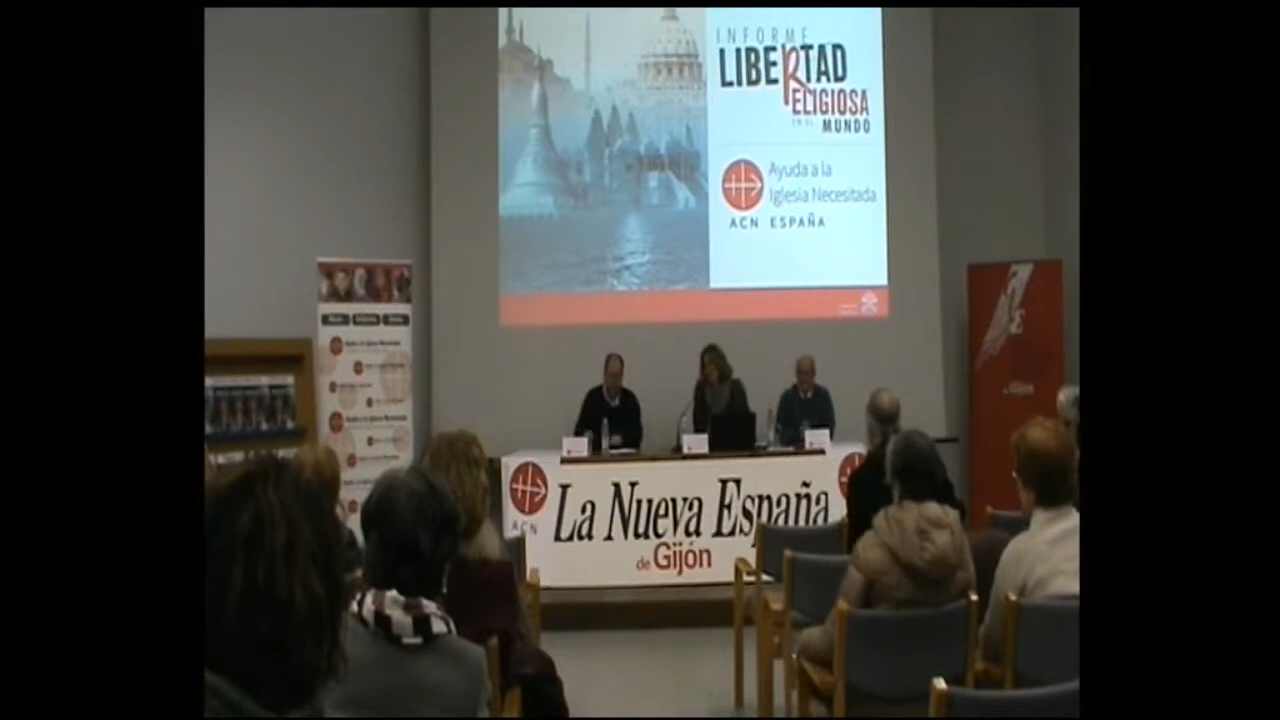 INFORME
LIBERTAD
RELIGIOSA
EN EL
MUNDO
Ayuda a la
Iglesia Necesitada
ACN ESPAÑA
ACN
La Nueva España
de Gijón